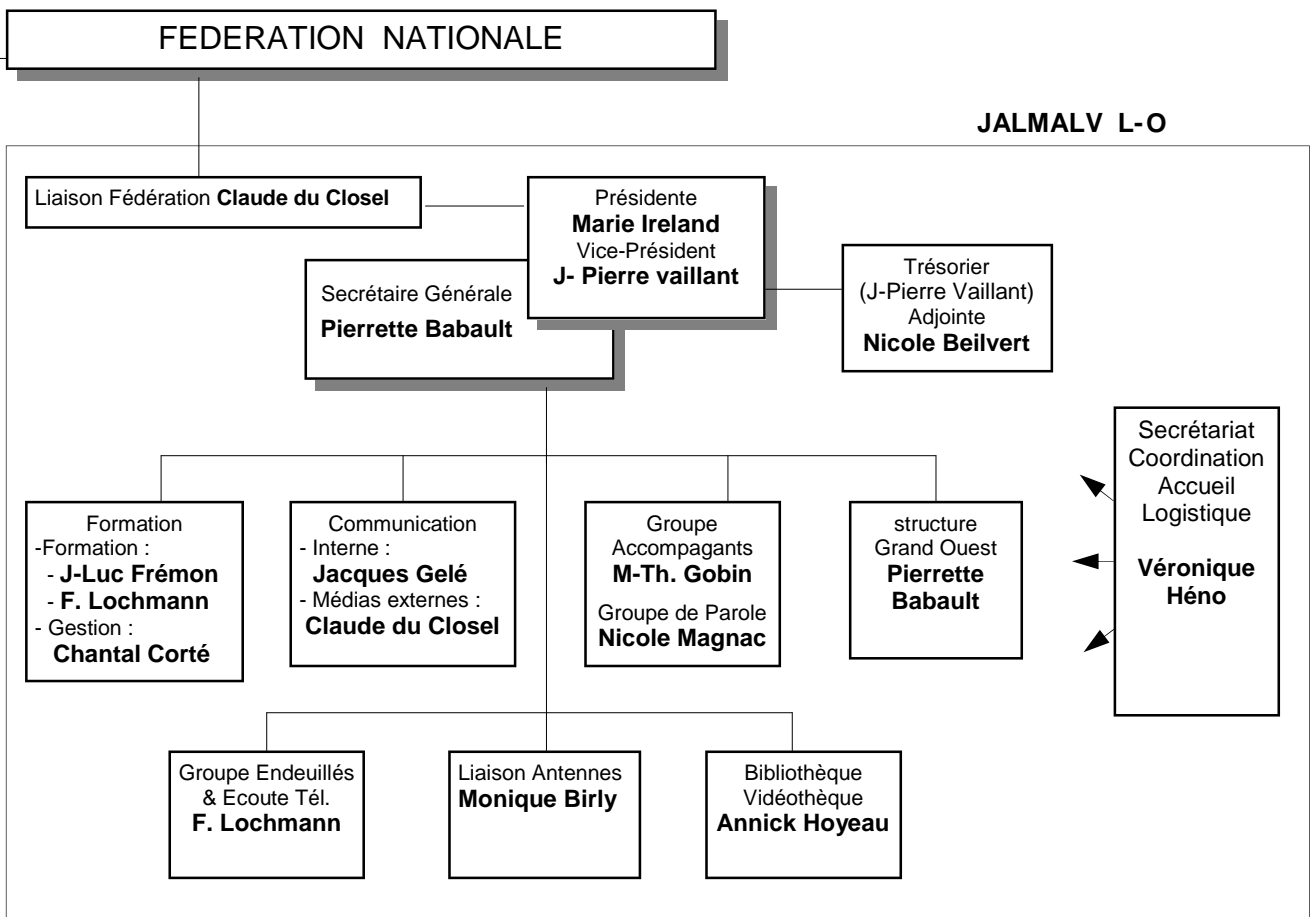 FEDERATION NATIONALE
JALMALV L-O
Liaison Fédération Claude du Closel
Présidente
Marie Ireland
Vice-Président
J- Pierre vaillant
Secrétaire Générale
Pierrette Babault
Trésorier
(J-Pierre Vaillant)
Adjointe
Nicole Beilvert
Secrétariat
Coordination
Accueil
Logistique
Véronique
Héno
Formation
-Formation :
- J-Luc Frémon
- F. Lochmann
- Gestion :
Chantal Corté
Communication
- Interne :
Jacques Gelé
- Médias externes :
Claude du Closel
Groupe
Accompagants
M-Th. Gobin
Groupe de Parole
Nicole Magnac
structure
Grand Ouest
Pierrette
Babault
Groupe Endeuillés
& Ecoute Tél.
F. Lochmann
Liaison Antennes
Monique Birly
Bibliothèque
Vidéothèque
Annick Hoyeau